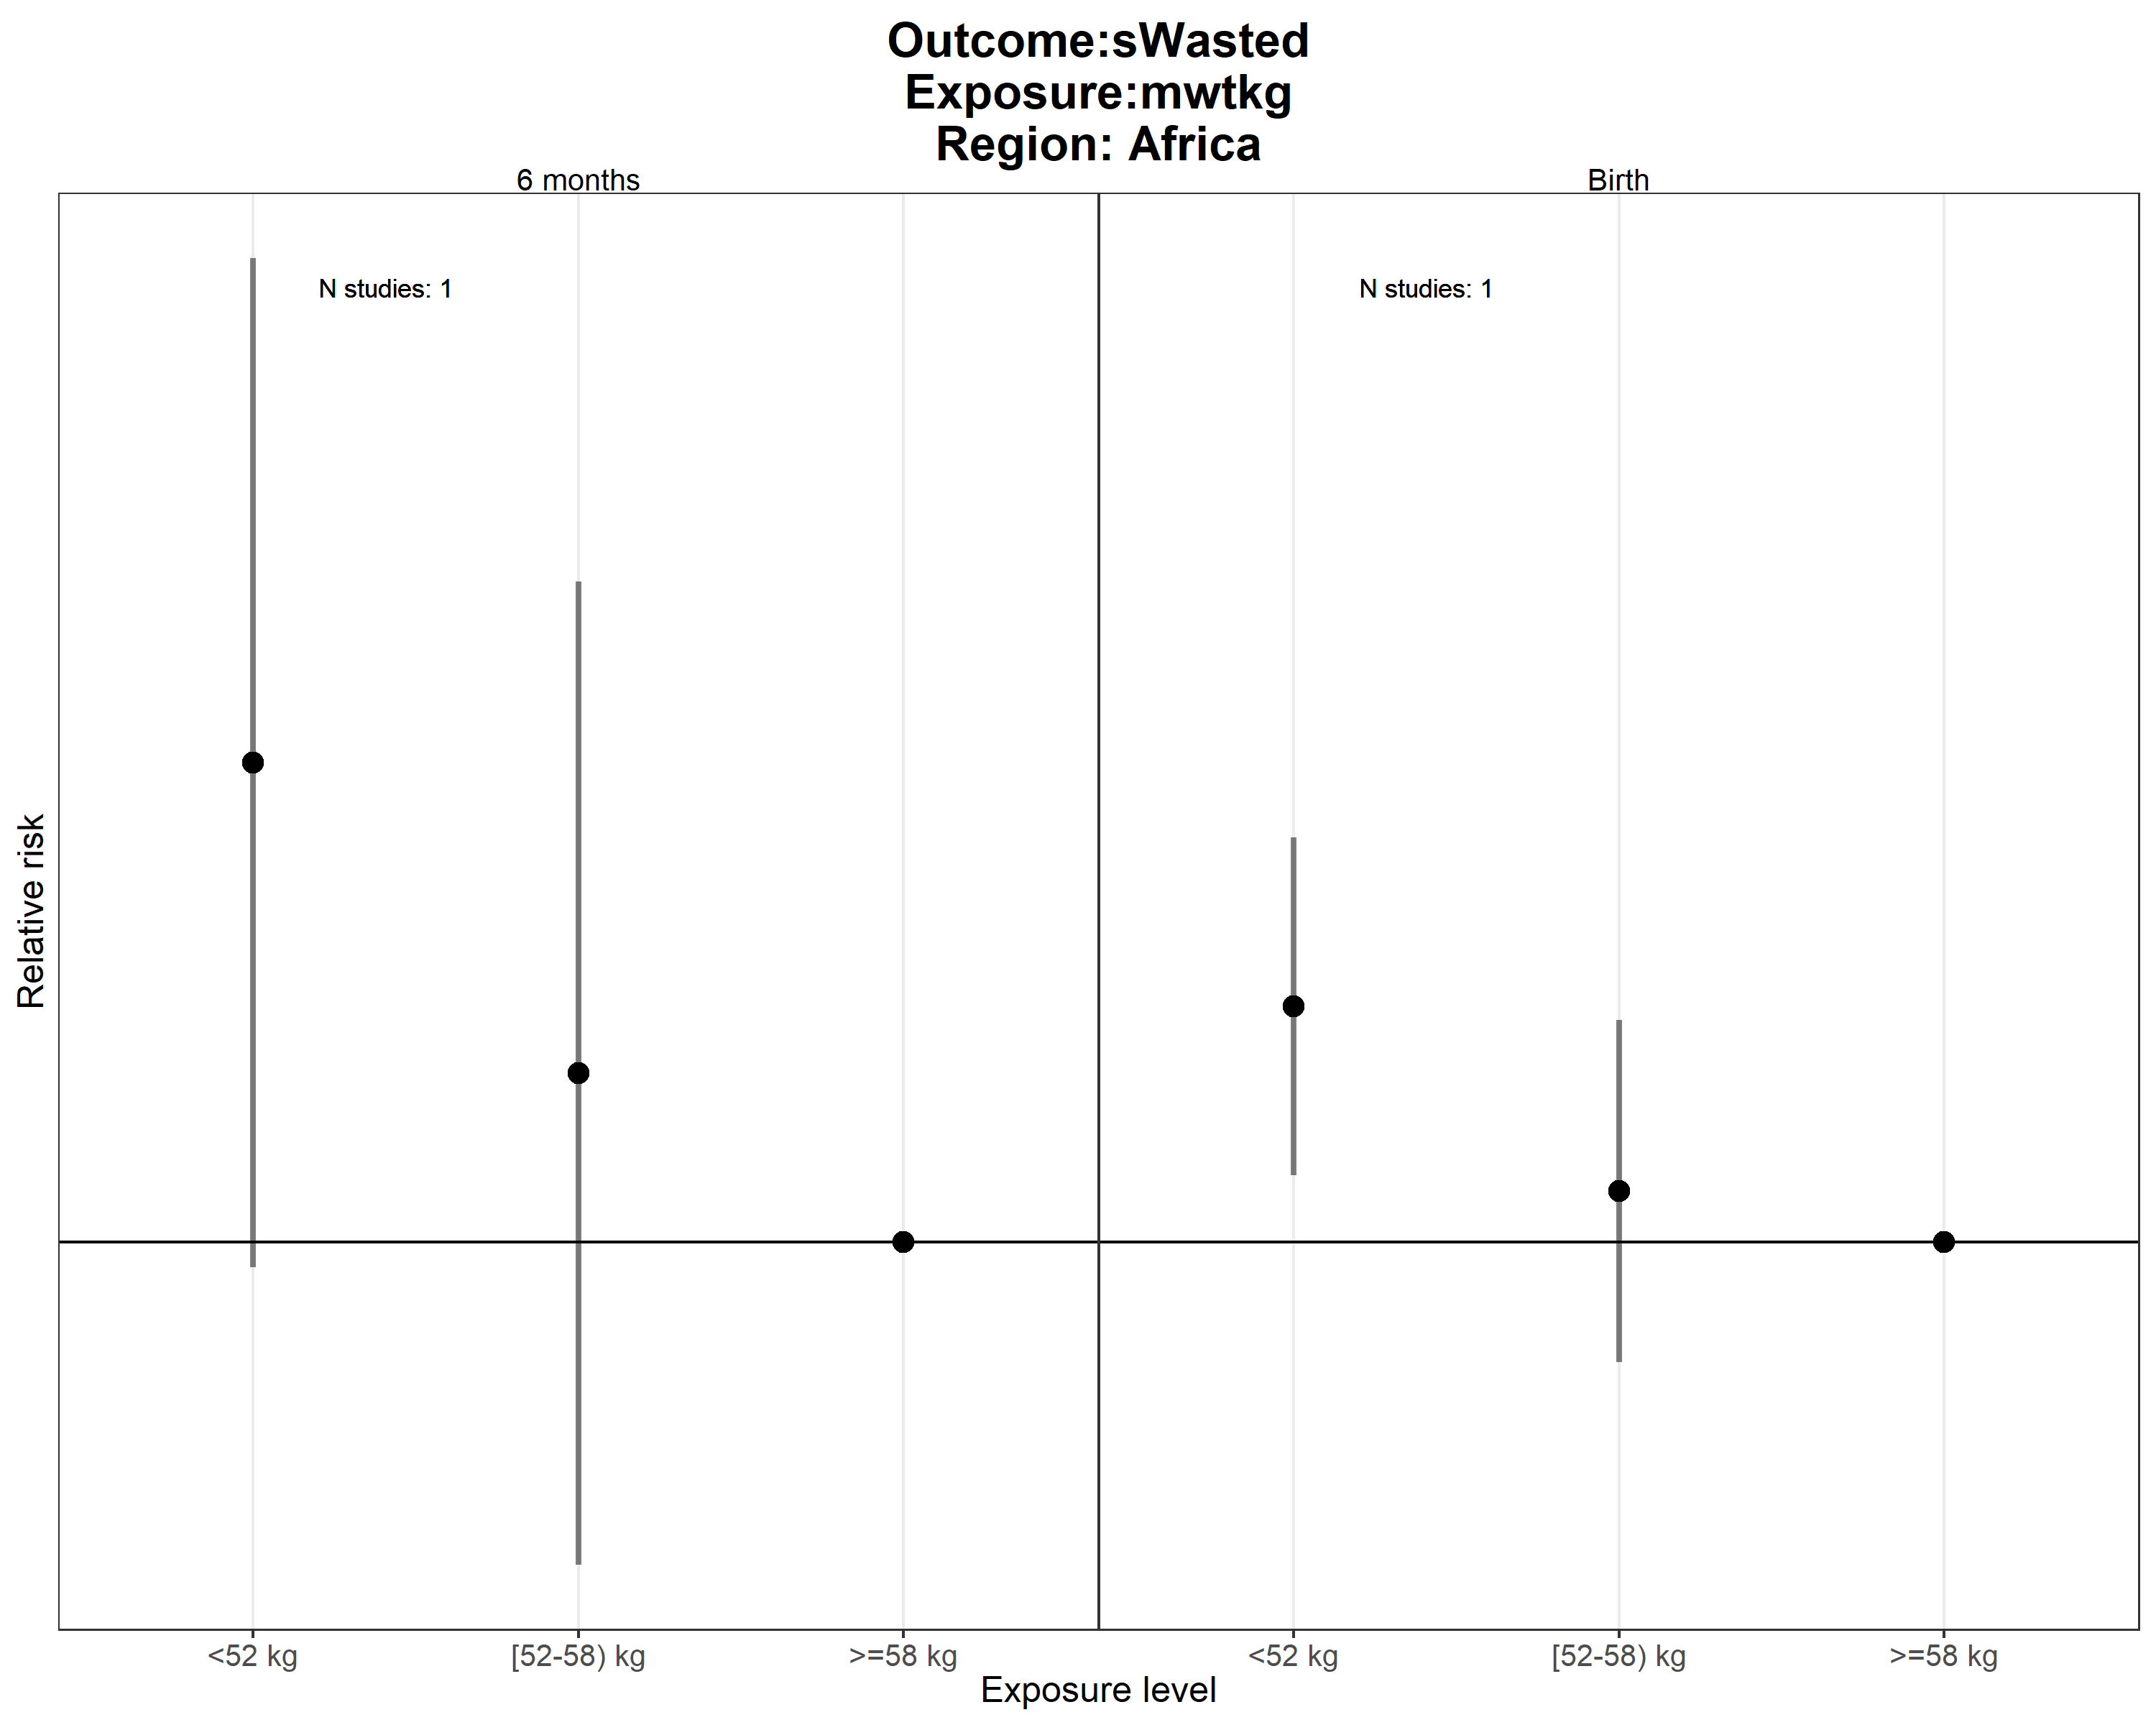 Outcome:sWasted
Exposure:mwtkg
Region: Africa
6 months
Birth
N studies: 1
N studies: 1
Relative risk
<52 kg
[52-58) kg
>=58 kg
<52 kg
[52-58) kg
>=58 kg
Exposure level